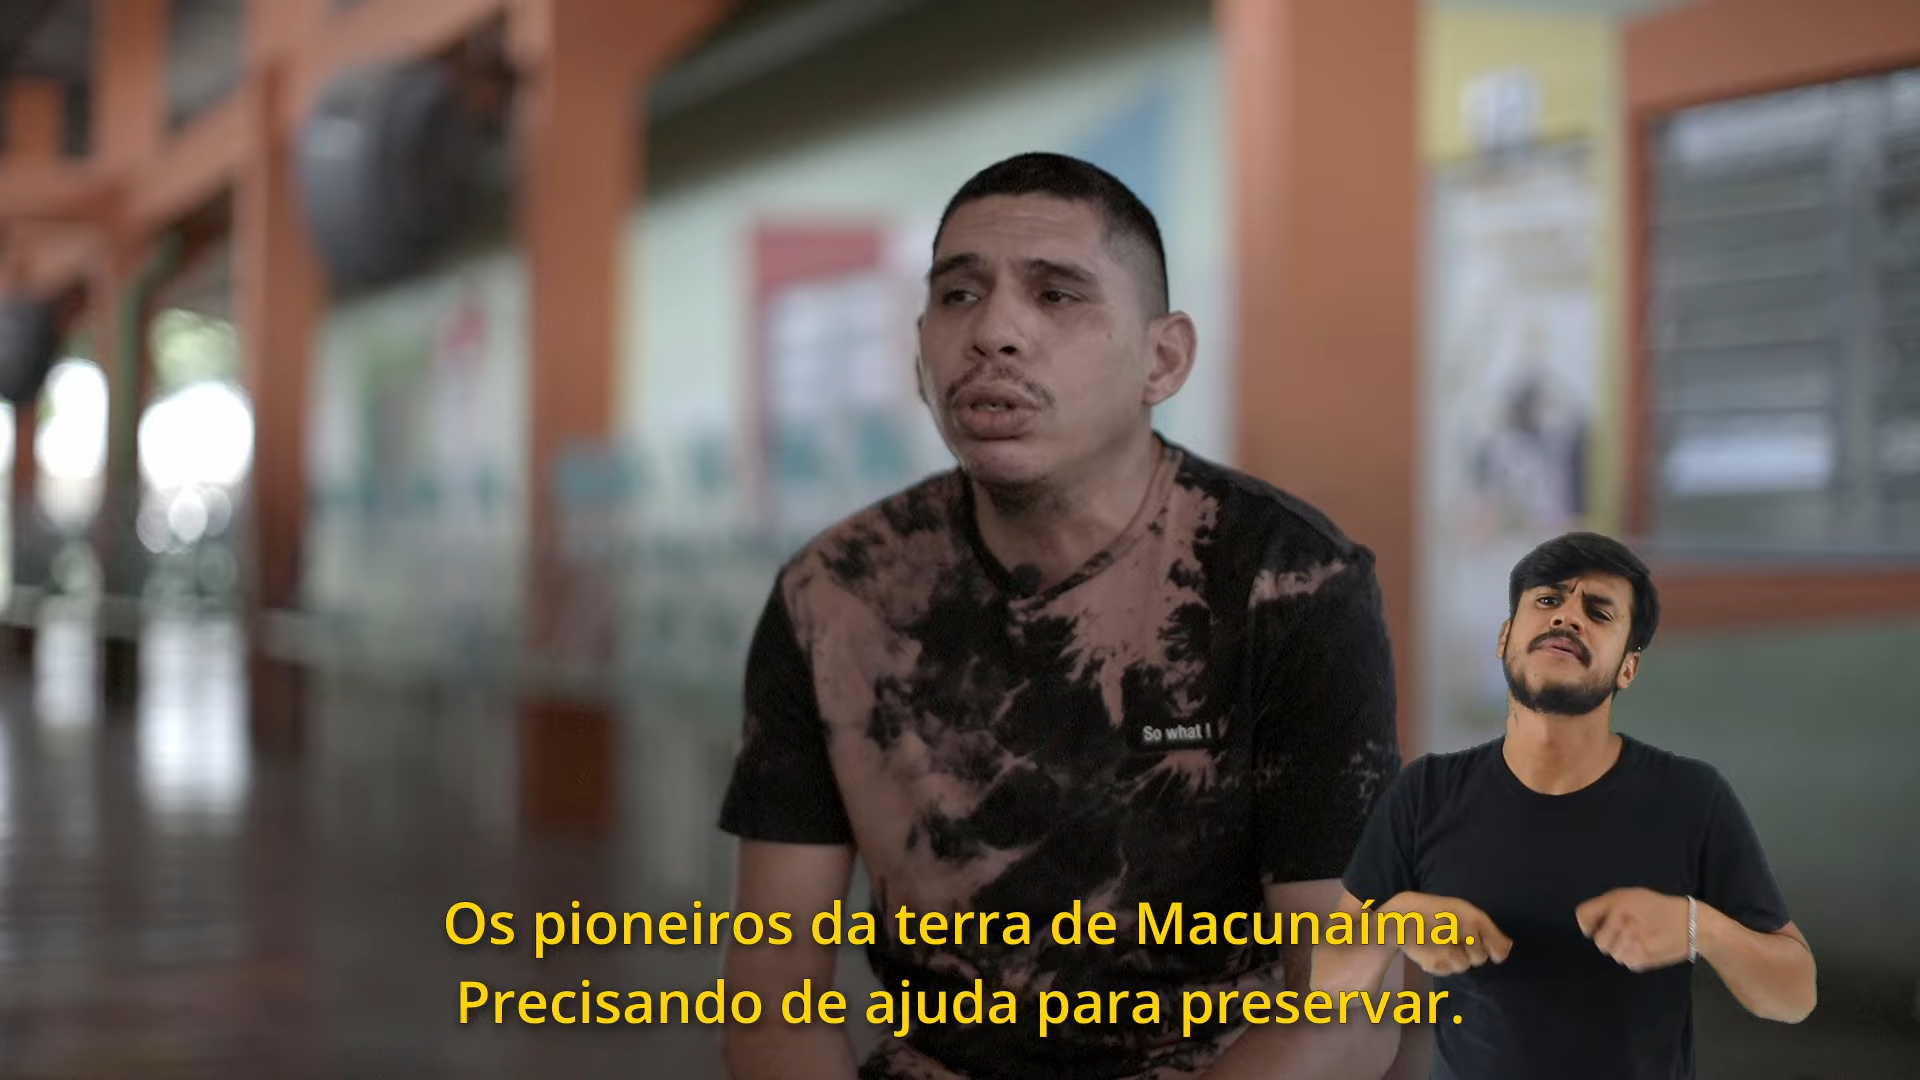 So what !
Os pioneiros da terra de Macunaíma.
Precisando de ajuda para preservar.